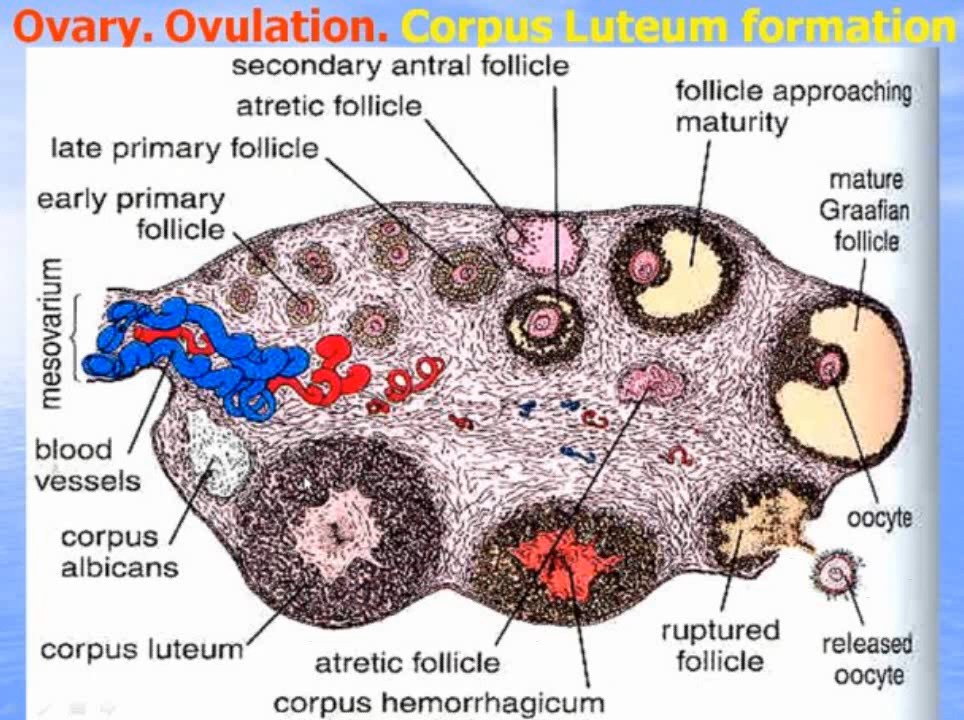 Ovary. Ovulation. Corpus Luteum formation
secondary antral follicle
atretic follicle
late primary follicle
early primary
follicle
follicle approaching
maturity
mature
Graafian
follicle
mesovarium
blood
vessels
corpus
albicans
corpus luteum
atretic follicle
corpus hemorrhagicum
ruptured
follicle
oocyte
released
oocyte